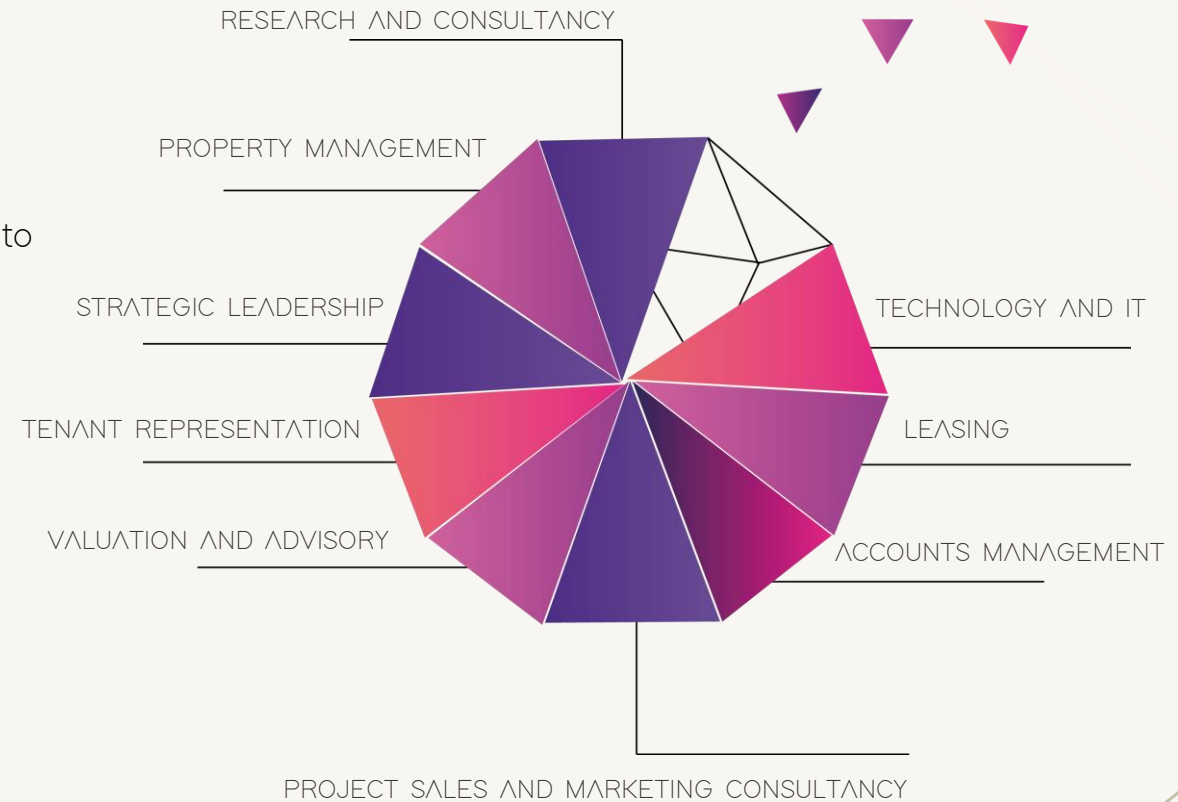 RESEARCH AND CONSULTANCY
PROPERTY MANAGEMENT
to
STRATEGIC LEADERSHIP
TECHNOLOGY AND IT
TENANT REPRESENTATION
LEASING
VALUATION AND ADVISORY
ACCOUNTS MANAGEMENT
PROJECT SALES AND MARKETING CONSULTANCY